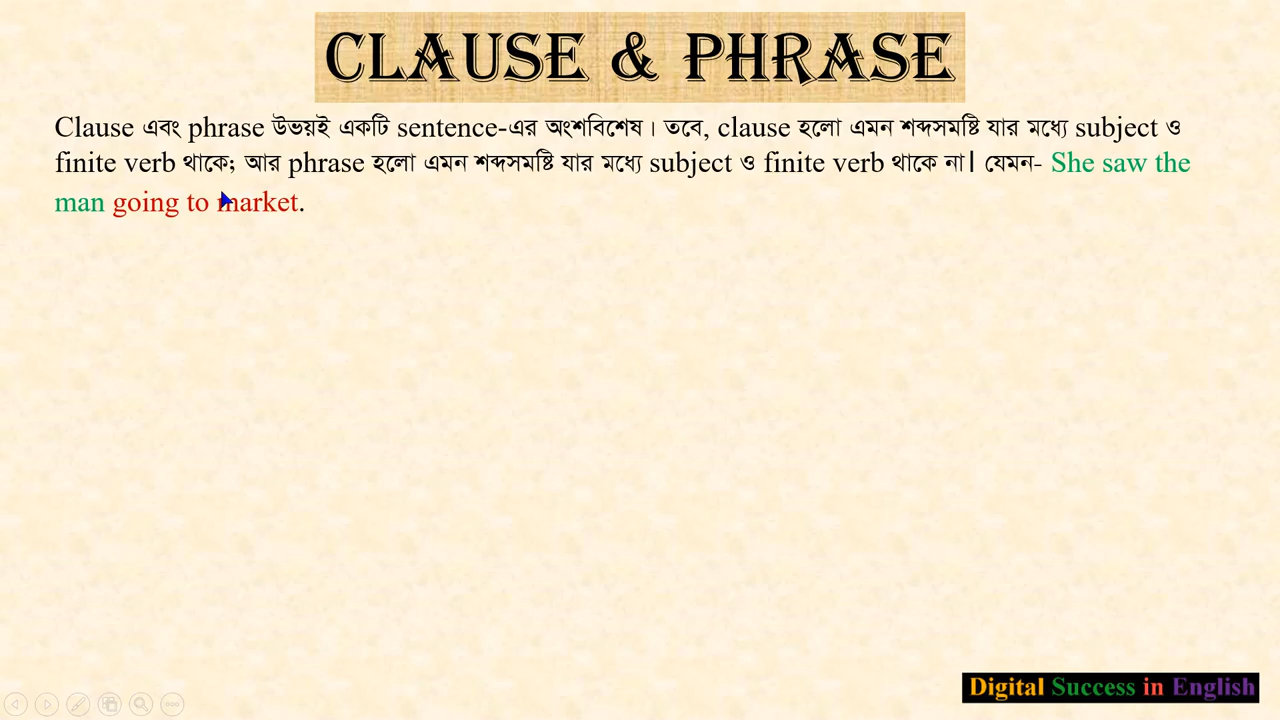 CLAUSE & PHRASE
Clause এবং phrase উভয়ই একটি sentence-এর অংশবিশেষ। তবে, clause হলো এমন শব্দসমষ্টি যার মধ্যে subject ও
finite verb থাকে; আর phrase হলো এমন শব্দসমষ্টি যার মধ্যে subject ও finite verb থাকে না। যেমন- She saw the
man going to market.
Digital Success in English